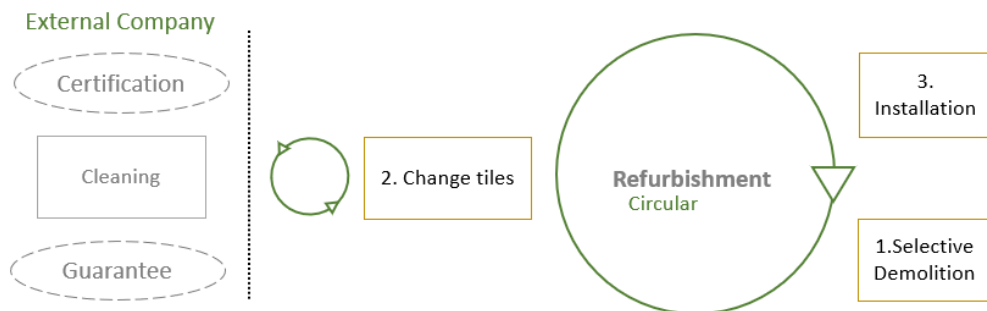 External Company
Certification
Cleaning
Guarantee
2. Change tiles
Refurbishment
Circular
3.
Installation
1.Selective
Demolition